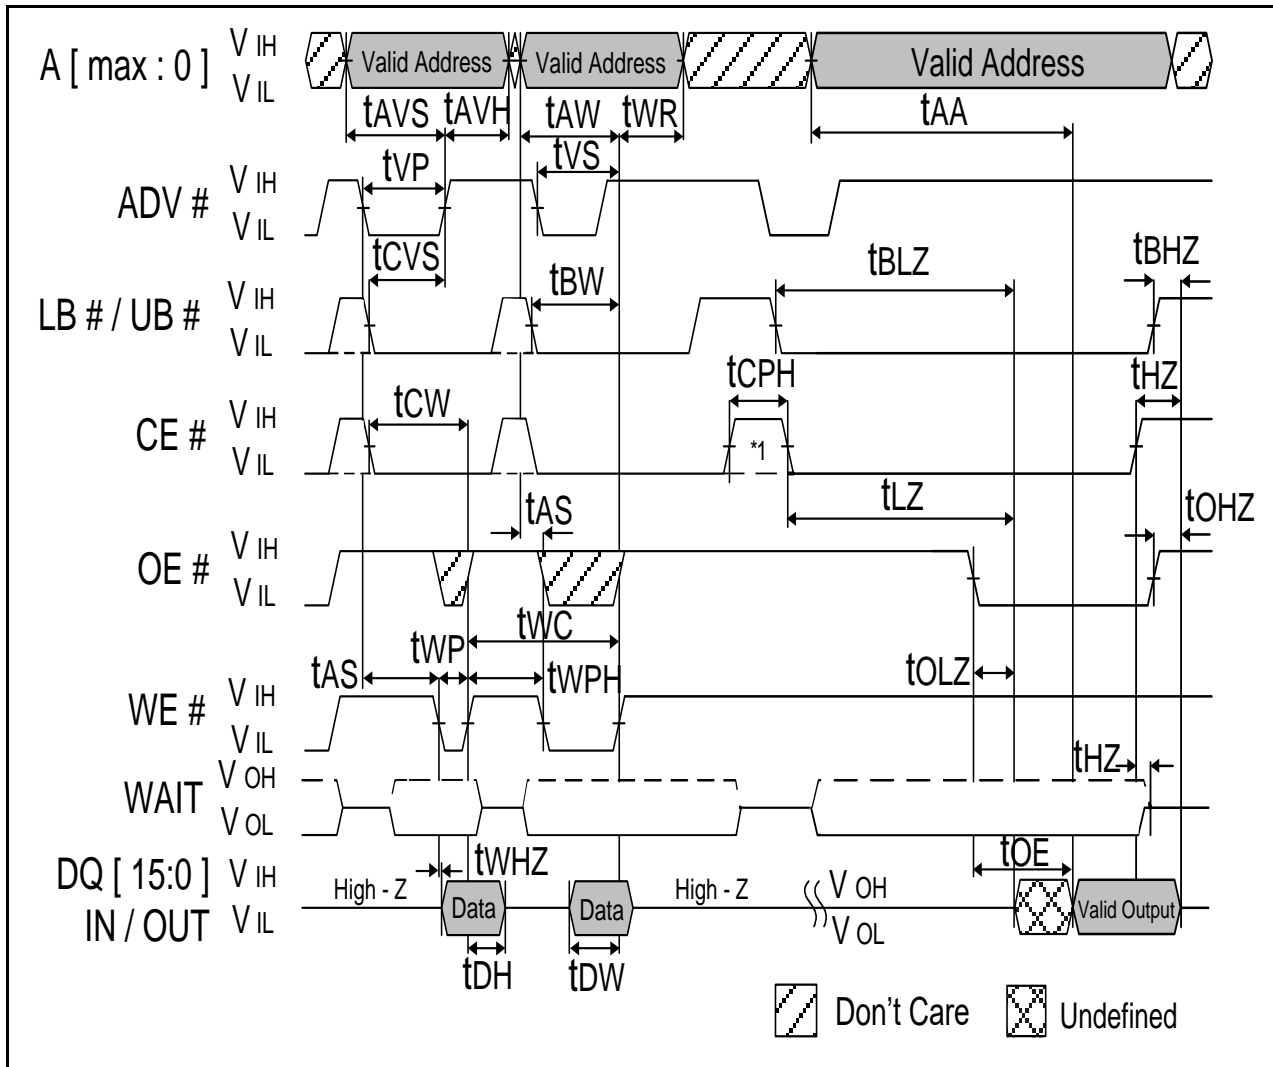 A [ max : 0 ]
V IH
V IL
Valid Address
Valid Address
Valid Address
tAVS
tAVH
tAW
tWR
tAA
ADV #
V IH
V IL
tVP
tVS
tCVS
tBW
tBLZ
tBHZ
LB # / UB #
V IH
V IL
tCW
tCPH
tHZ
CE #
V IH
V IL
*1
tAS
tLZ
tOHZ
OE #
V IH
V IL
tWC
tAS
tWP
tWPH
tOLZ
WE #
V IH
V IL
tHZ
WAIT
V OH
V OL
tWHZ
tOE
DQ [ 15:0 ]
IN / OUT
V IH
V IL
High - Z
Data
Data
High - Z
V OH
V OL
Valid Output
tDH
tDW
Don't Care
Undefined